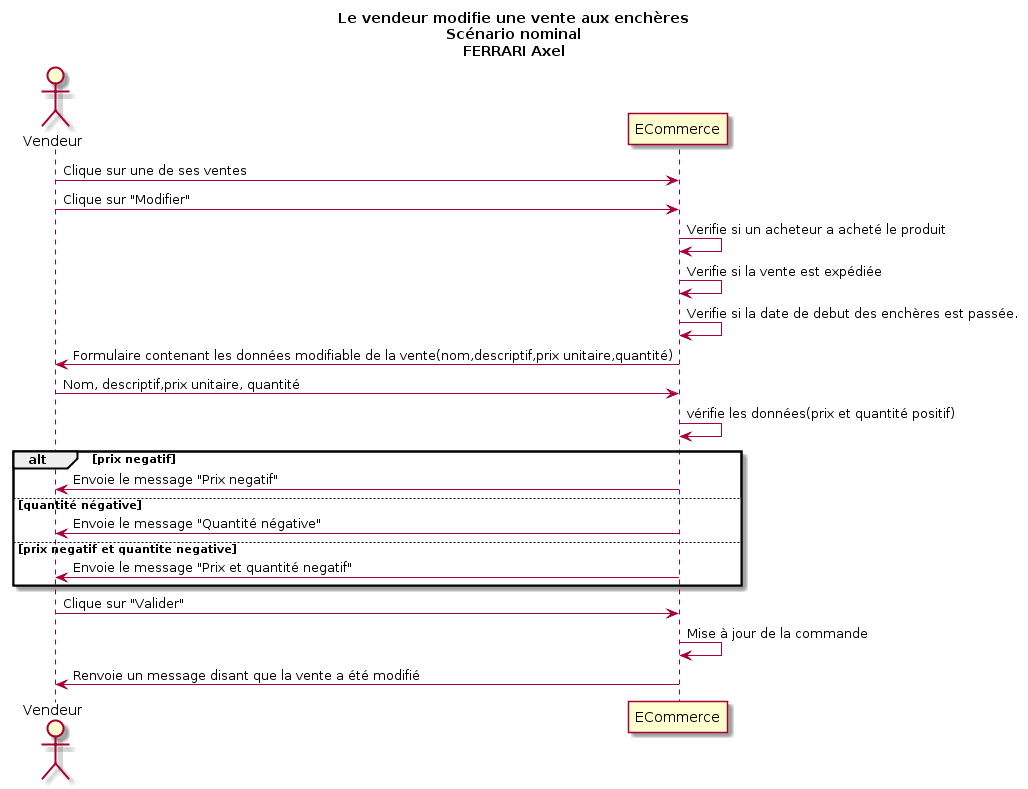 Le vendeur modifie une vente aux enchères
Scénario nominal
FERRARI Axel
Vendeur
ECommerce
Clique sur une de ses ventes
Clique sur "Modifier"
Verifie si un acheteur a acheté le produit
Verifie si la vente est expédiée
Verifie si la date de debut des enchères est passée.
Formulaire contenant les données modifiable de la vente(nom,descriptif,prix unitaire,quantité)
Nom, descriptif,prix unitaire, quantité
vérifie les données(prix et quantité positif)
alt [prix negatif]
Envoie le message "Prix negatif"
[quantité négative]
Envoie le message "Quantité négative"
[prix negatif et quantite negative]
Envoie le message "Prix et quantité negatif"
Clique sur "Valider"
Mise à jour de la commande
Renvoie un message disant que la vente a été modifié
Vendeur
ECommerce